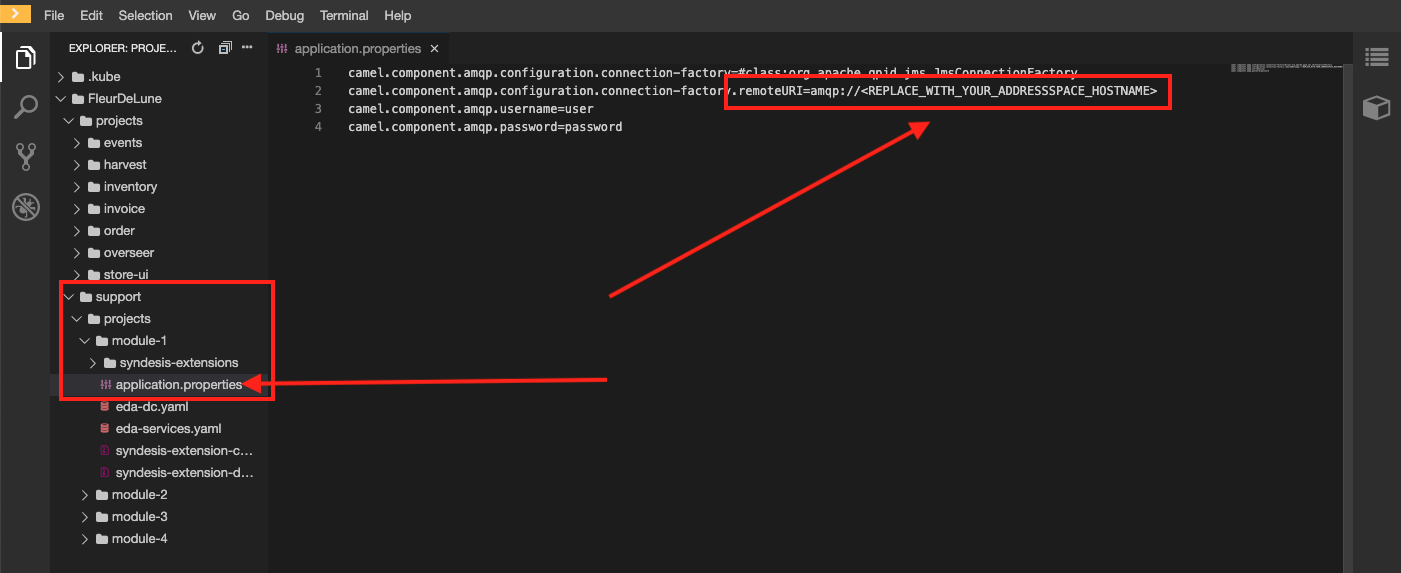 File Edit Selection View Go Debug Terminal Help
EXPLORER: PROJE...
application.properties
.kube
FleurDeLune
projects
events
harvest
inventory
invoice
order
overseer
store-ui
support
projects
module-1
syndesis-extensions
application.properties
eda-dc.yaml
eda-services.yaml
syndesis-extension-c...
syndesis-extension-d...
module-2
module-3
module-4
1 camel.component.amqp.configuration.connection-factory=#class:org.apache.qpid.jms.JmsConnectionFactory
2 camel.component.amqp.configuration.connection-factory.remoteURI=amqp://<REPLACE_WITH_YOUR_ADDRESSSPACE_HOSTNAME>
3 camel.component.amqp.username=user
4 camel.component.amqp.password=password